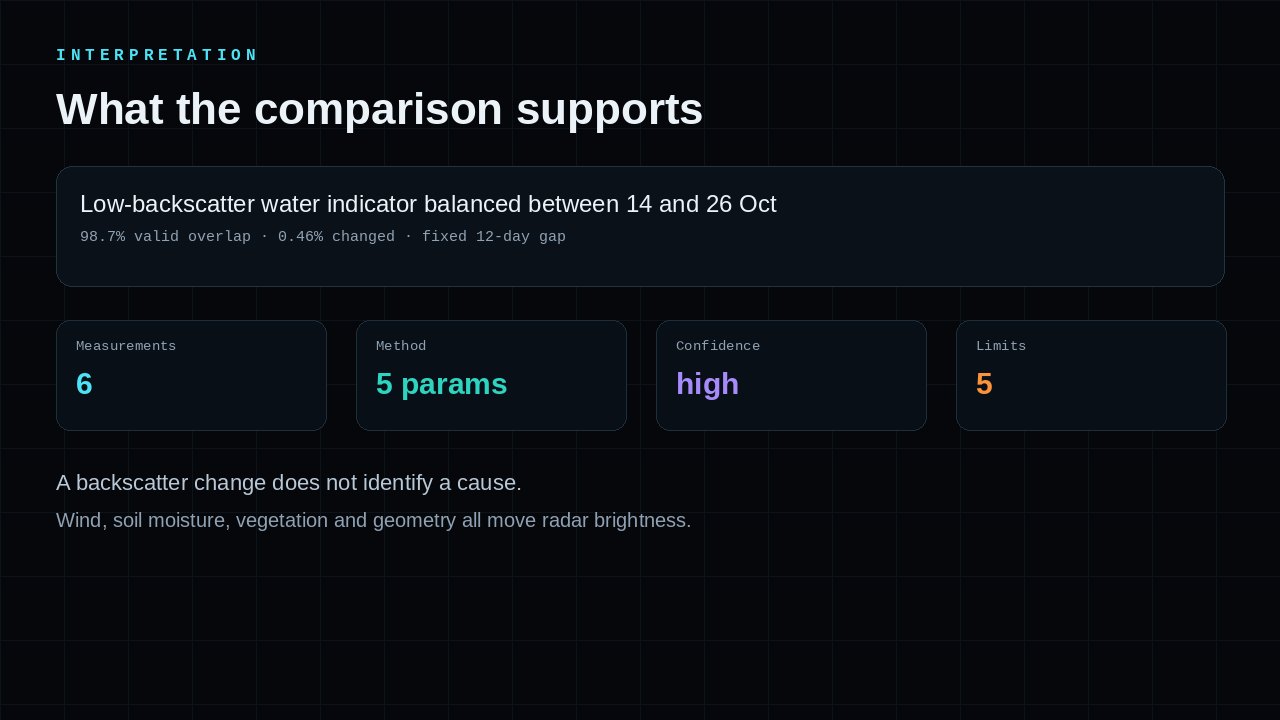 INTERPRETATION
What the comparison supports
Low-backscatter water indicator balanced between 14 and 26 Oct
98.7% valid overlap · 0.46% changed · fixed 12-day gap
Measurements
6
Method
5 params
Confidence
high
Limits
5
A backscatter change does not identify a cause.
Wind, soil moisture, vegetation and geometry all move radar brightness.